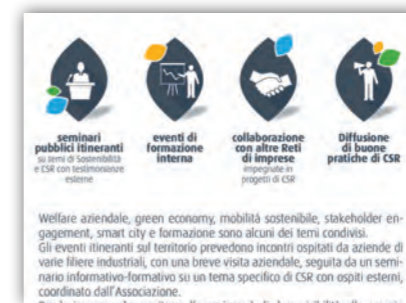 seminari
pubblici itineranti
su temi di Sostenibilità
e CSR con testimonianze
esterne
eventi di
formazione
interna
collaborazione
con altre Reti
di imprese
impegnate in
progetti di CSR
Diffusione
di buone
pratiche di CSR
Welfare aziendale, green economy, mobilità sostenibile, stakeholder en-
gagement, smart city e formazione sono alcuni dei temi condivisi.
Gli eventi itineranti sul territorio prevedono incontri ospitati da aziende di
varie filiere industriali, con una breve visita aziendale, seguita da un semi-
nario informativo-formativo su un tema specifico di CSR con ospiti esterni,
coordinato dall'Associazione.